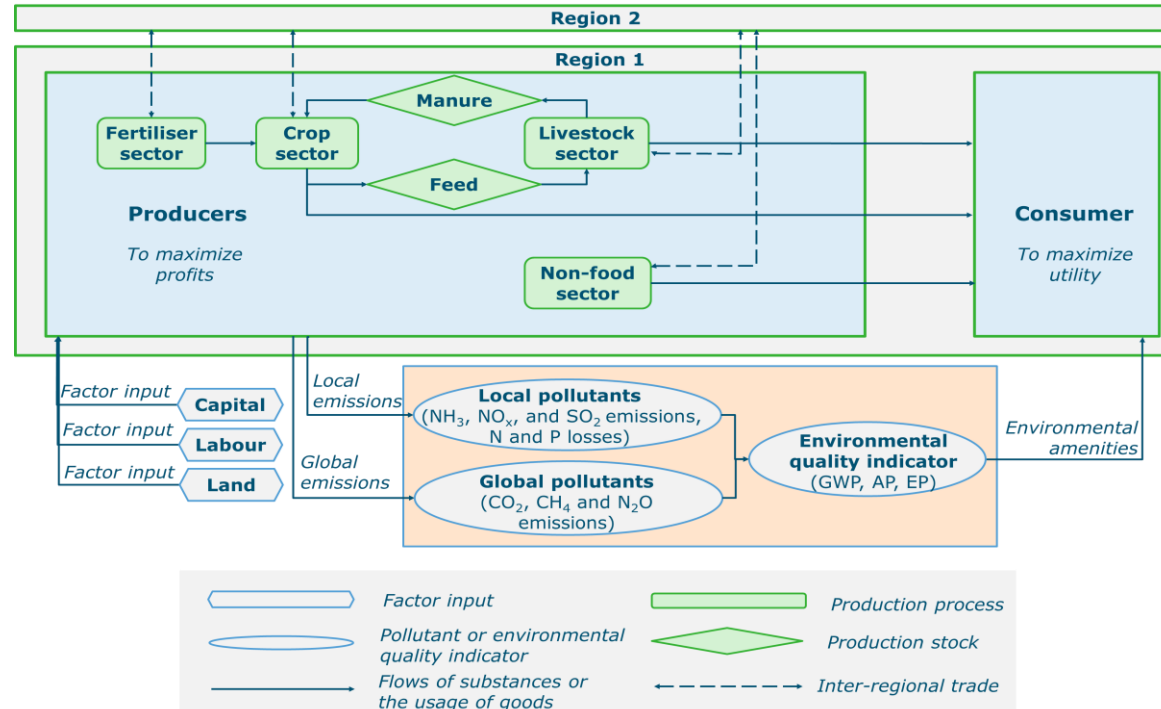 Region 2
Region 1
Manure
Fertiliser
sector
Crop
sector
Livestock
sector
Feed
Producers
To maximize
profits
Consumer
To maximize
utility
Non-food
sector
Factor input
Capital
Factor input
Labour
Factor input
Land
Local
emissions
Global
emissions
Local pollutants
(NH₃, NOₓ, and SO₂ emissions,
N and P losses)
Global pollutants
(CO₂, CH₄ and N₂O
emissions)
Environmental
quality indicator
(GWP, AP, EP)
Environmental
amenities
Factor input
Production process
Pollutant or environmental
quality indicator
Production stock
Flows of substances or
the usage of goods
Inter-regional trade